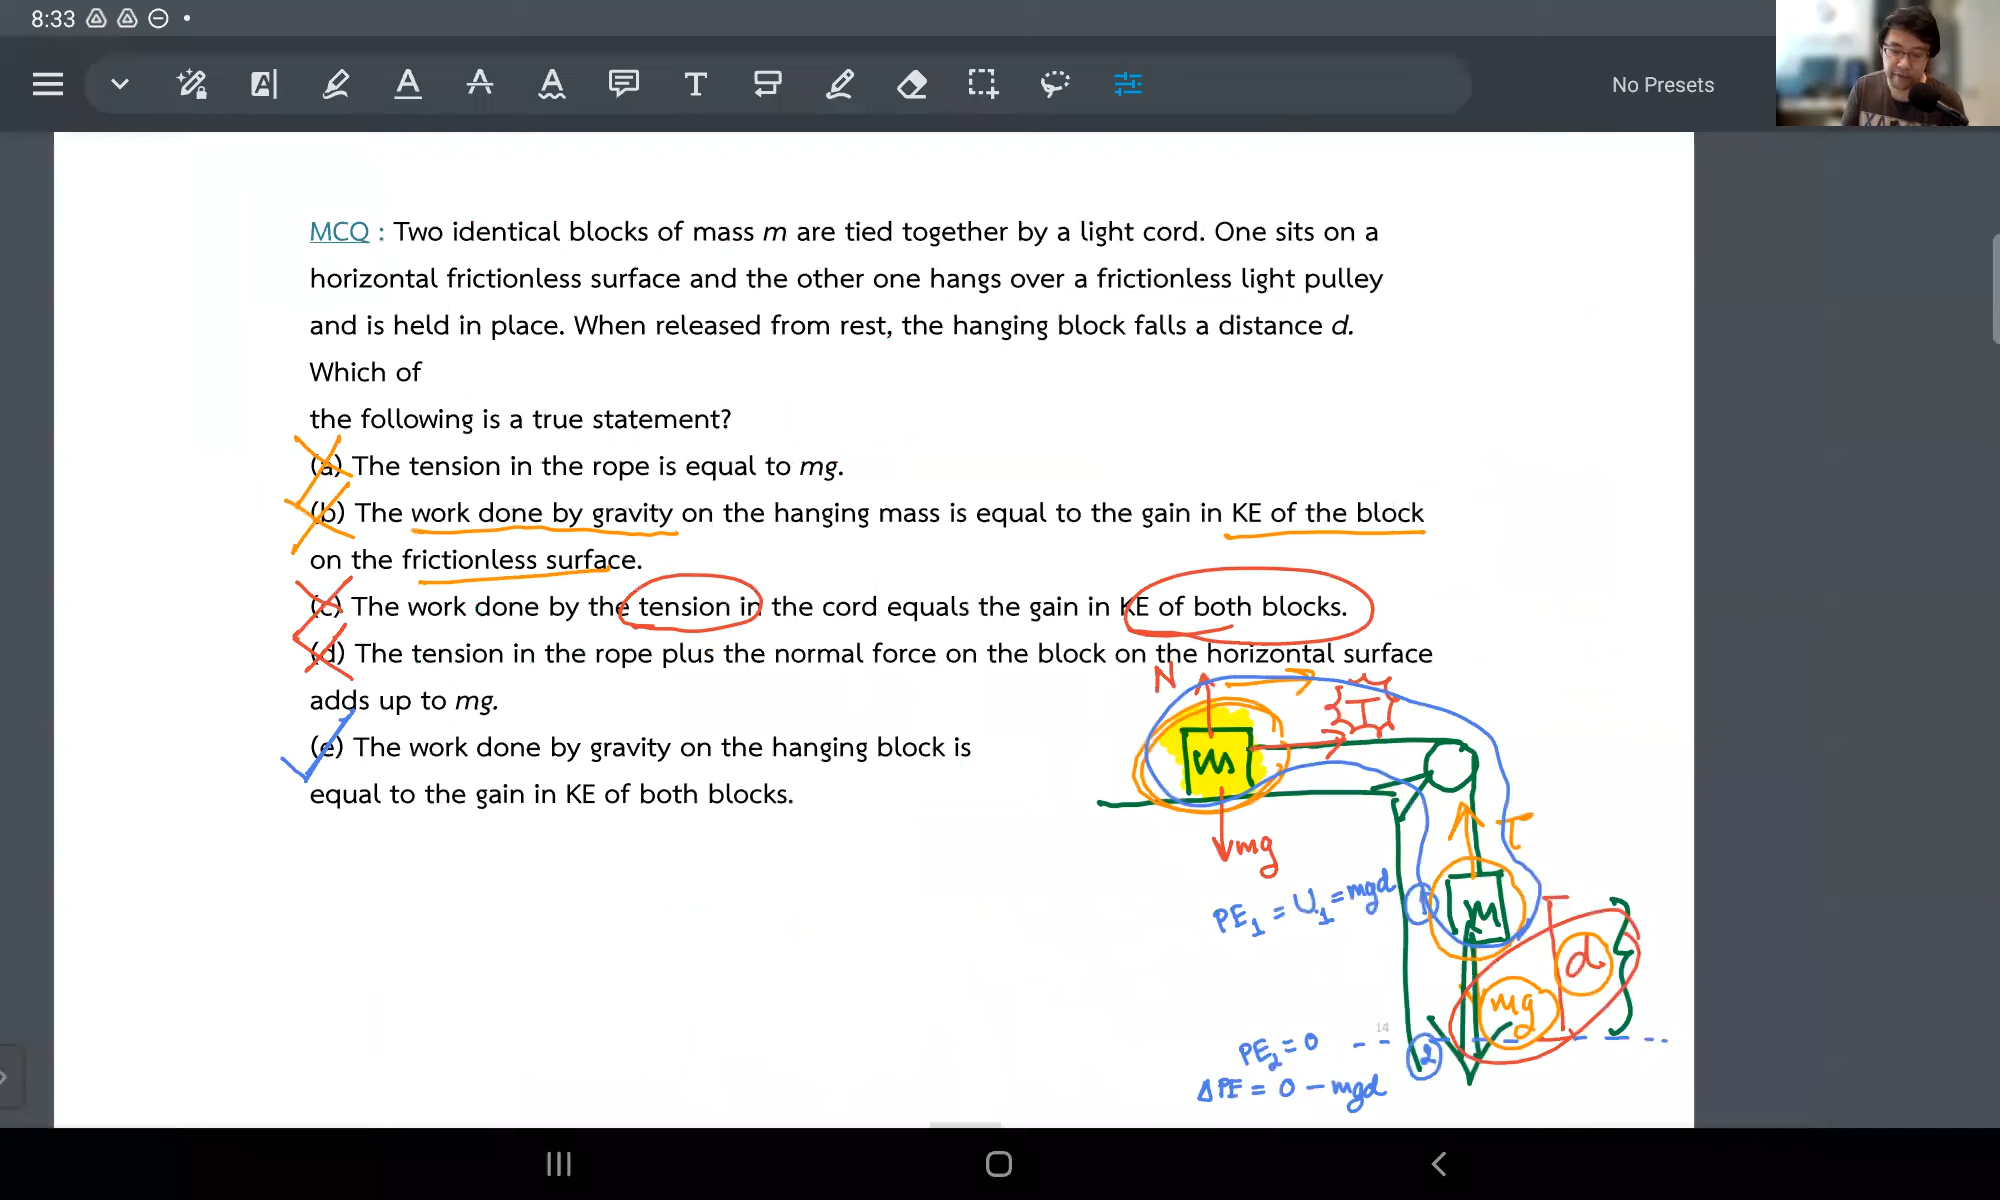 8:33
No Presets
MCQ : Two identical blocks of mass m are tied together by a light cord. One sits on a
horizontal frictionless surface and the other one hangs over a frictionless light pulley
and is held in place. When released from rest, the hanging block falls a distance d.
Which of
the following is a true statement?
(a) The tension in the rope is equal to mg.
(b) The work done by gravity on the hanging mass is equal to the gain in KE of the block
on the frictionless surface.
(c) The work done by the tension in the cord equals the gain in KE of both blocks.
(d) The tension in the rope plus the normal force on the block on the horizontal surface
adds up to mg.
(e) The work done by gravity on the hanging block is
equal to the gain in KE of both blocks.
N
T
m
T
mg
PE₁ = U₁ = mgd
1
m
d
mg
14
PE₂ = 0
2
ΔPE = 0 − mgd